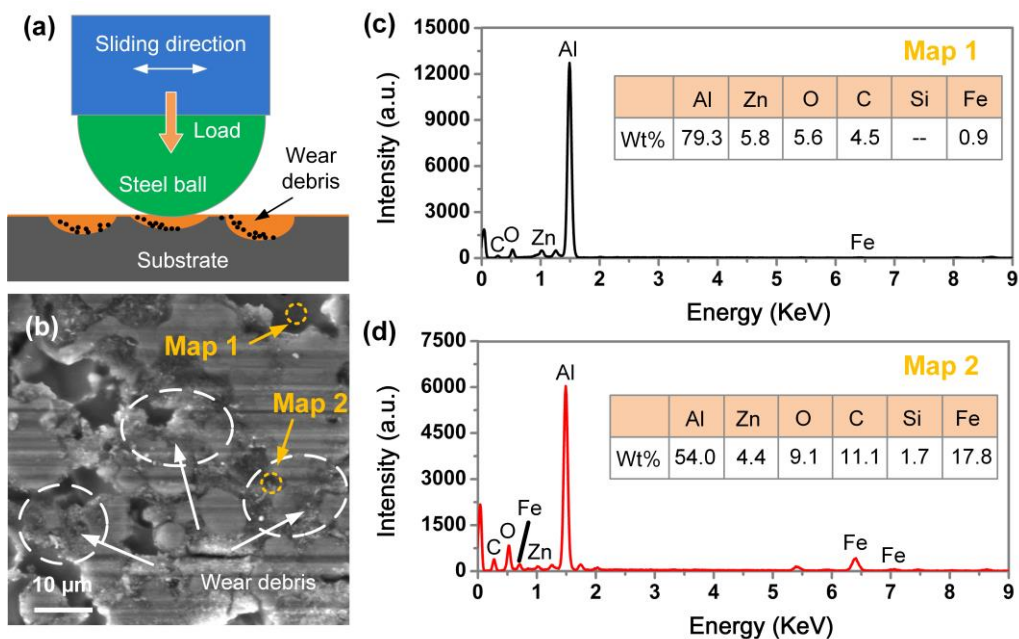 (a)
Sliding direction
Load
Steel ball
Wear
debris
Substrate
(b)
Map 1
Map 2
Wear debris
10 μm
(c)
Map 1
Intensity (a.u.)
15000
12000
9000
6000
3000
0
Al
C
O
Zn
Fe
Al Zn O C Si Fe
Wt% 79.3 5.8 5.6 4.5 -- 0.9
0 1 2 3 4 5 6 7 8 9
Energy (KeV)
(d)
Map 2
Intensity (a.u.)
7500
6000
4500
3000
1500
0
Al
C
O
Fe
Zn
Fe
Fe
Al Zn O C Si Fe
Wt% 54.0 4.4 9.1 11.1 1.7 17.8
0 1 2 3 4 5 6 7 8 9
Energy (KeV)